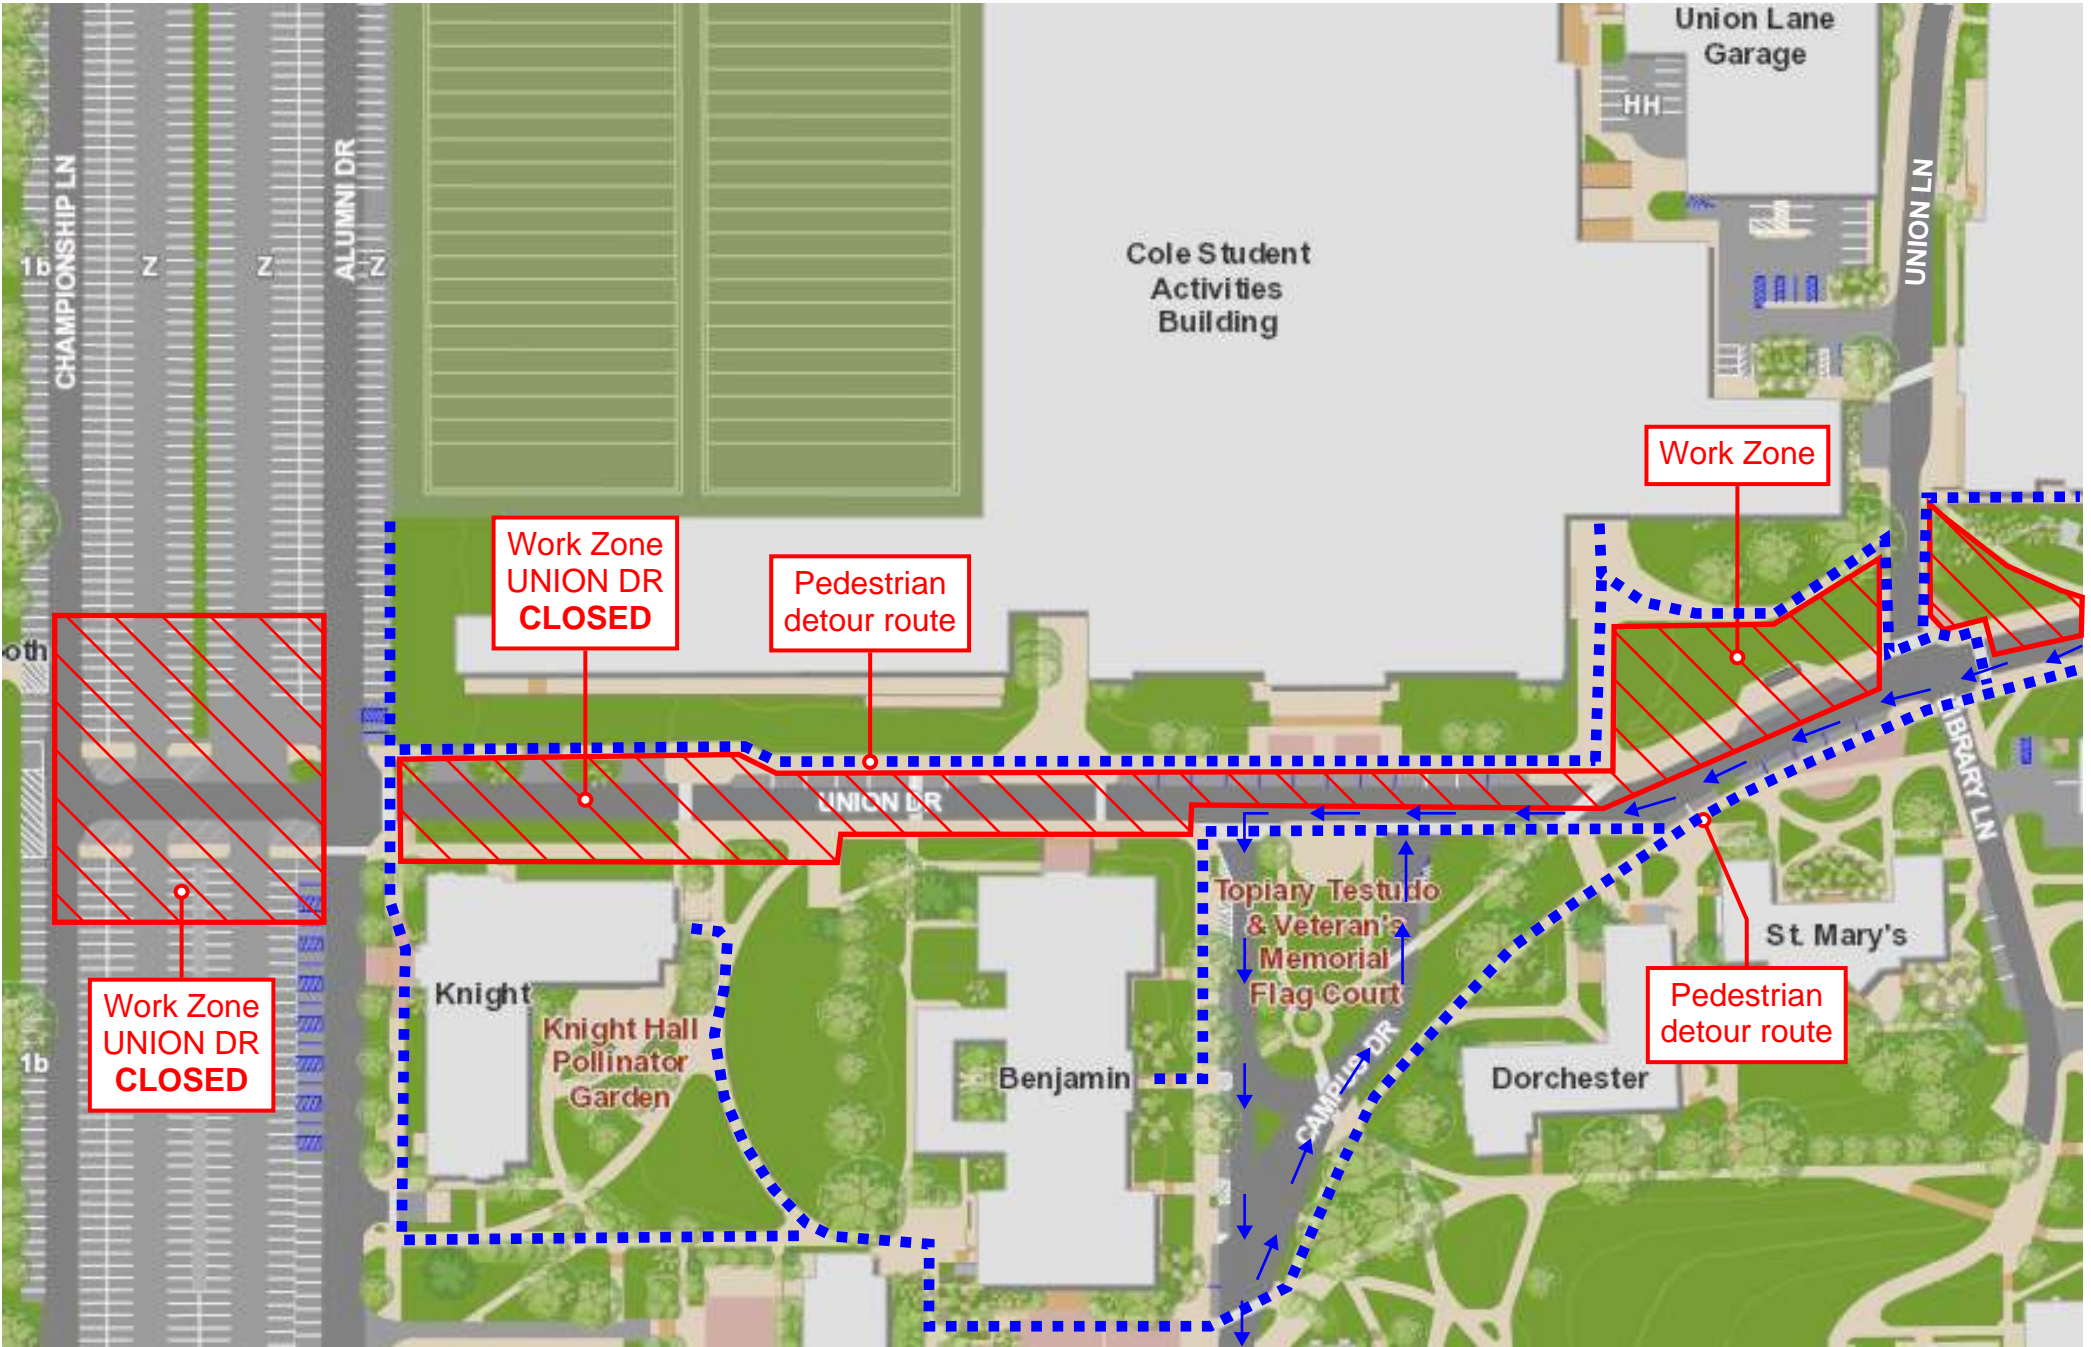 Union Lane
Garage
HH
CHAMPIONSHIP LN
ALUMNI DR
UNION LN
1b
Z
Z
Z
Cole Student
Activities
Building
Work Zone
Work Zone
UNION DR
CLOSED
Pedestrian
detour route
oth
UNION DR
BRARY LN
Topiary Testudo
& Veteran's
Memorial
Flag Court
St. Mary's
Knight
Work Zone
UNION DR
CLOSED
Pedestrian
detour route
Knight Hall
Pollinator
Garden
1b
Benjamin
CAMPUS DR
Dorchester